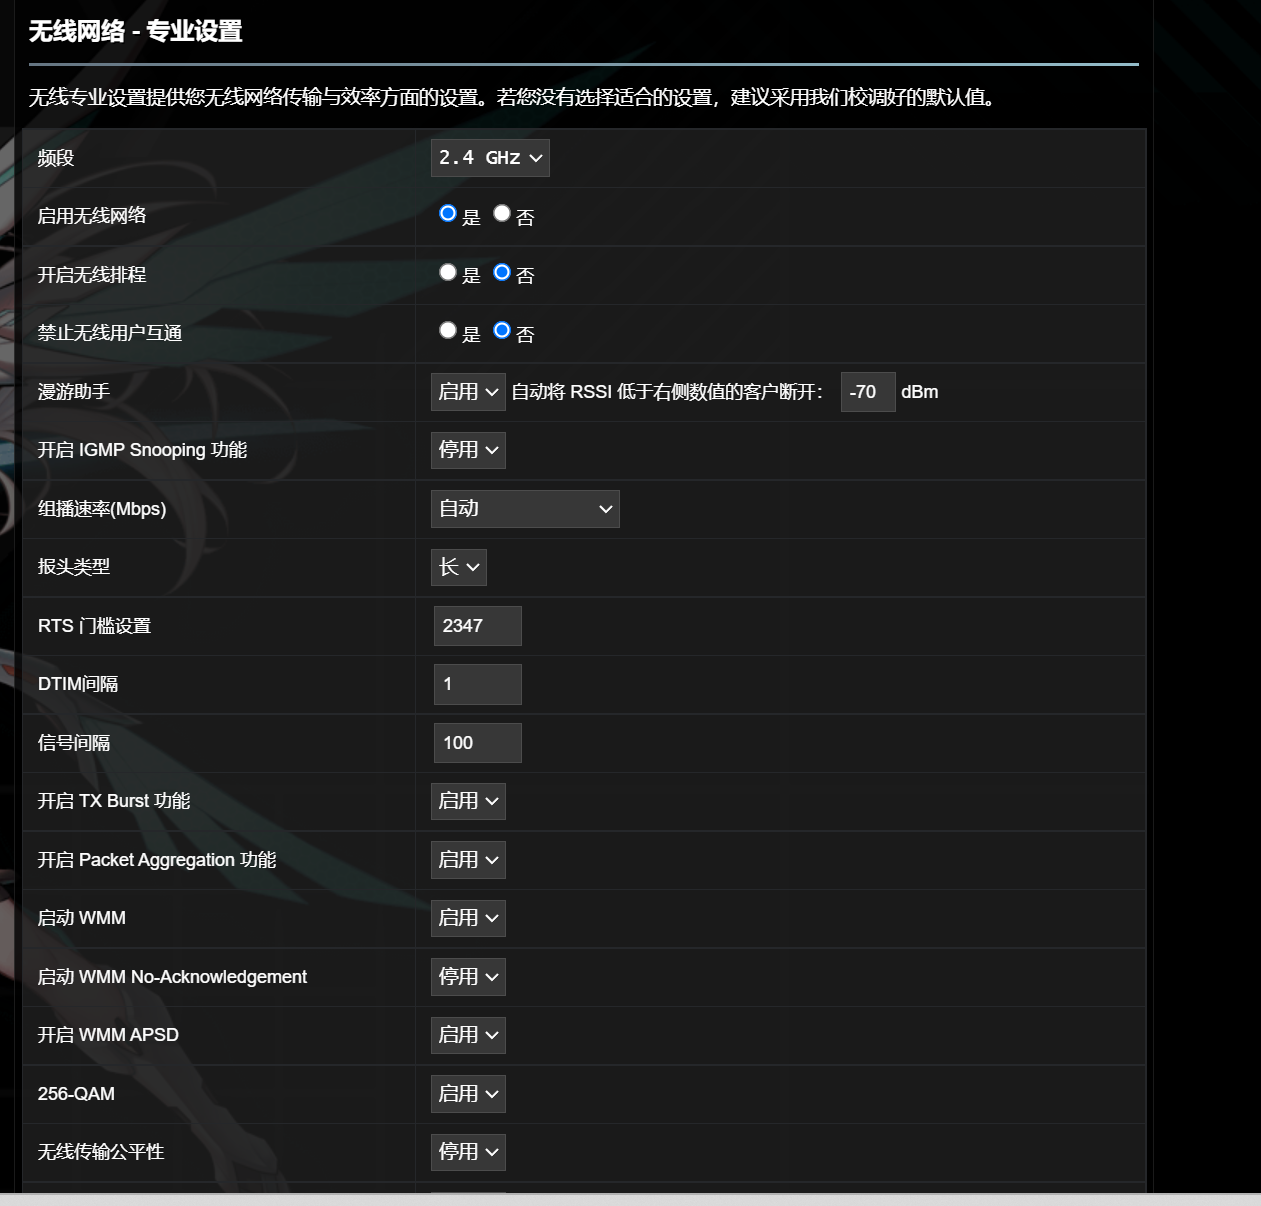 无线网络 - 专业设置
无线专业设置提供您无线网络传输与效率方面的设置。若您没有选择适合的设置，建议采用我们校调好的默认值。
频段 2.4 GHz
启用无线网络 是 否
开启无线排程 是 否
禁止无线用户互通 是 否
漫游助手 启用 自动将 RSSI 低于右侧数值的客户断开： -70 dBm
开启 IGMP Snooping 功能 停用
组播速率(Mbps) 自动
报头类型 长
RTS 门槛设置 2347
DTIM间隔 1
信号间隔 100
开启 TX Burst 功能 启用
开启 Packet Aggregation 功能 启用
启动 WMM 启用
启动 WMM No-Acknowledgement 停用
开启 WMM APSD 启用
256-QAM 启用
无线传输公平性 停用